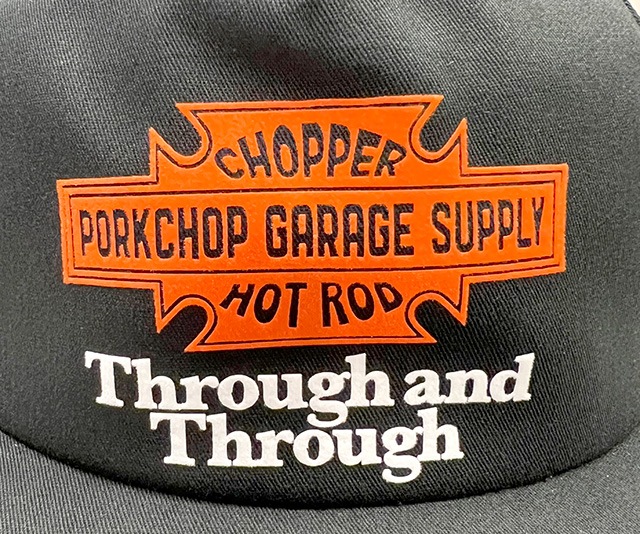 CHOPPER
PORKCHOP GARAGE SUPPLY
HOT ROD
Through and
Through